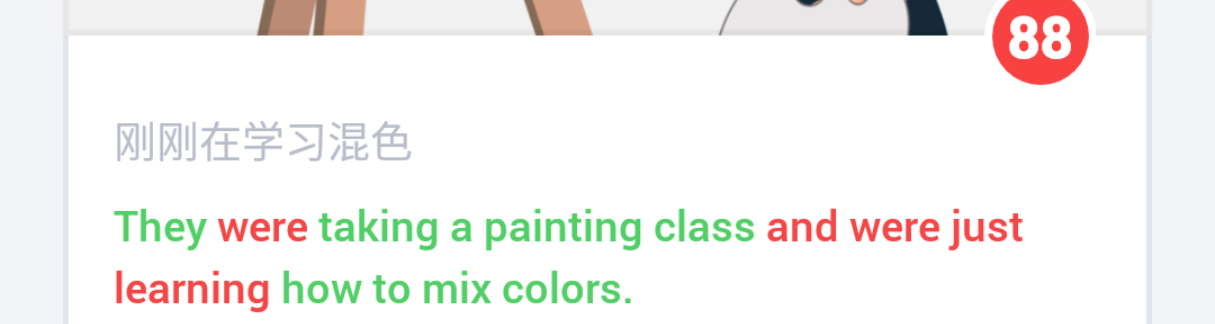 88
刚刚在学习混色
They were taking a painting class and were just
learning how to mix colors.